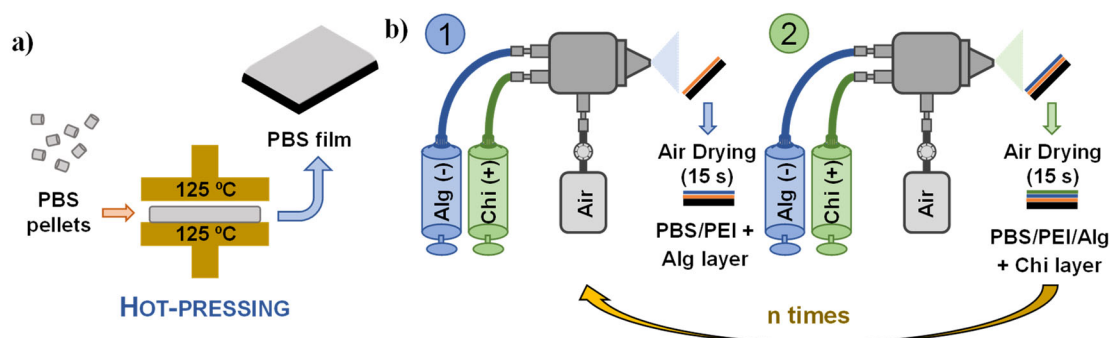 a)
PBS
pellets
125 ºC
125 ºC
PBS film
HOT-PRESSING
b)
1
Alg (-)
Chi (+)
Air
Air Drying
(15 s)
PBS/PEI +
Alg layer
2
Alg (-)
Chi (+)
Air
Air Drying
(15 s)
PBS/PEI/Alg
+ Chi layer
n times